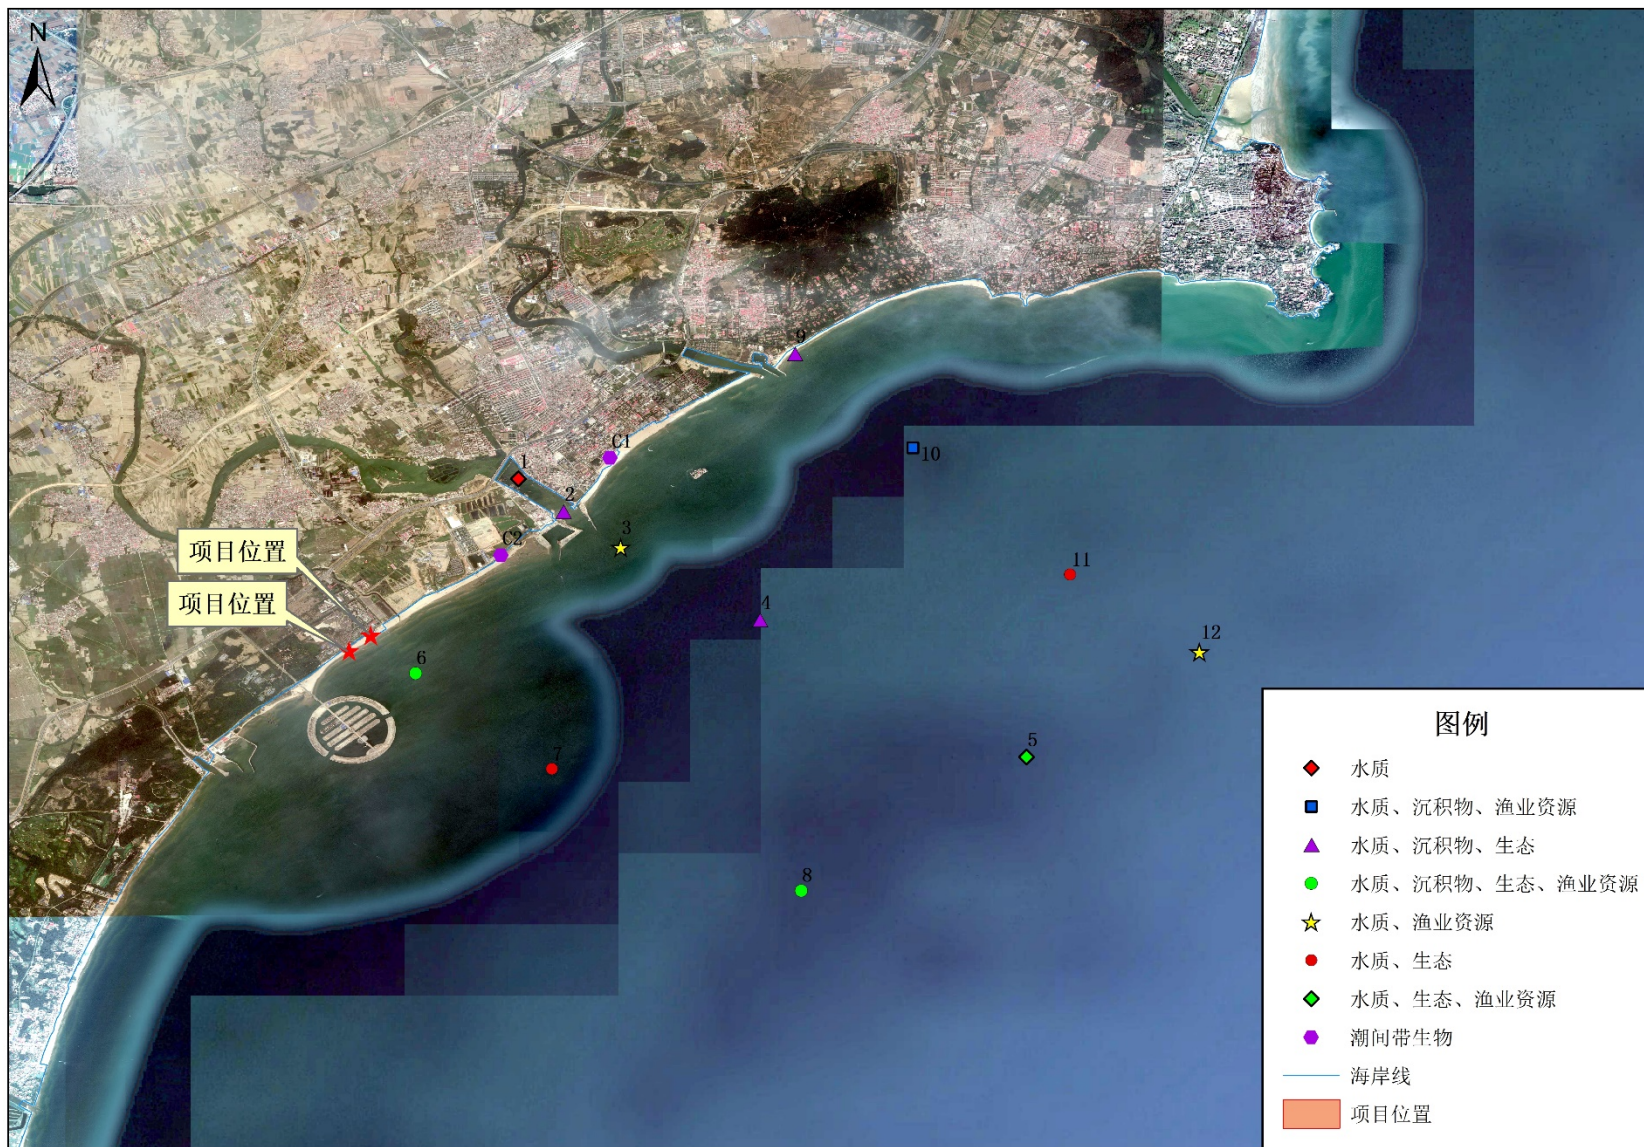 N
9
C1
10
1
2
3
C2
项目位置
项目位置
11
4
12
6
5
7
8
图例
水质
水质、沉积物、渔业资源
水质、沉积物、生态
水质、沉积物、生态、渔业资源
水质、渔业资源
水质、生态
水质、生态、渔业资源
潮间带生物
海岸线
项目位置